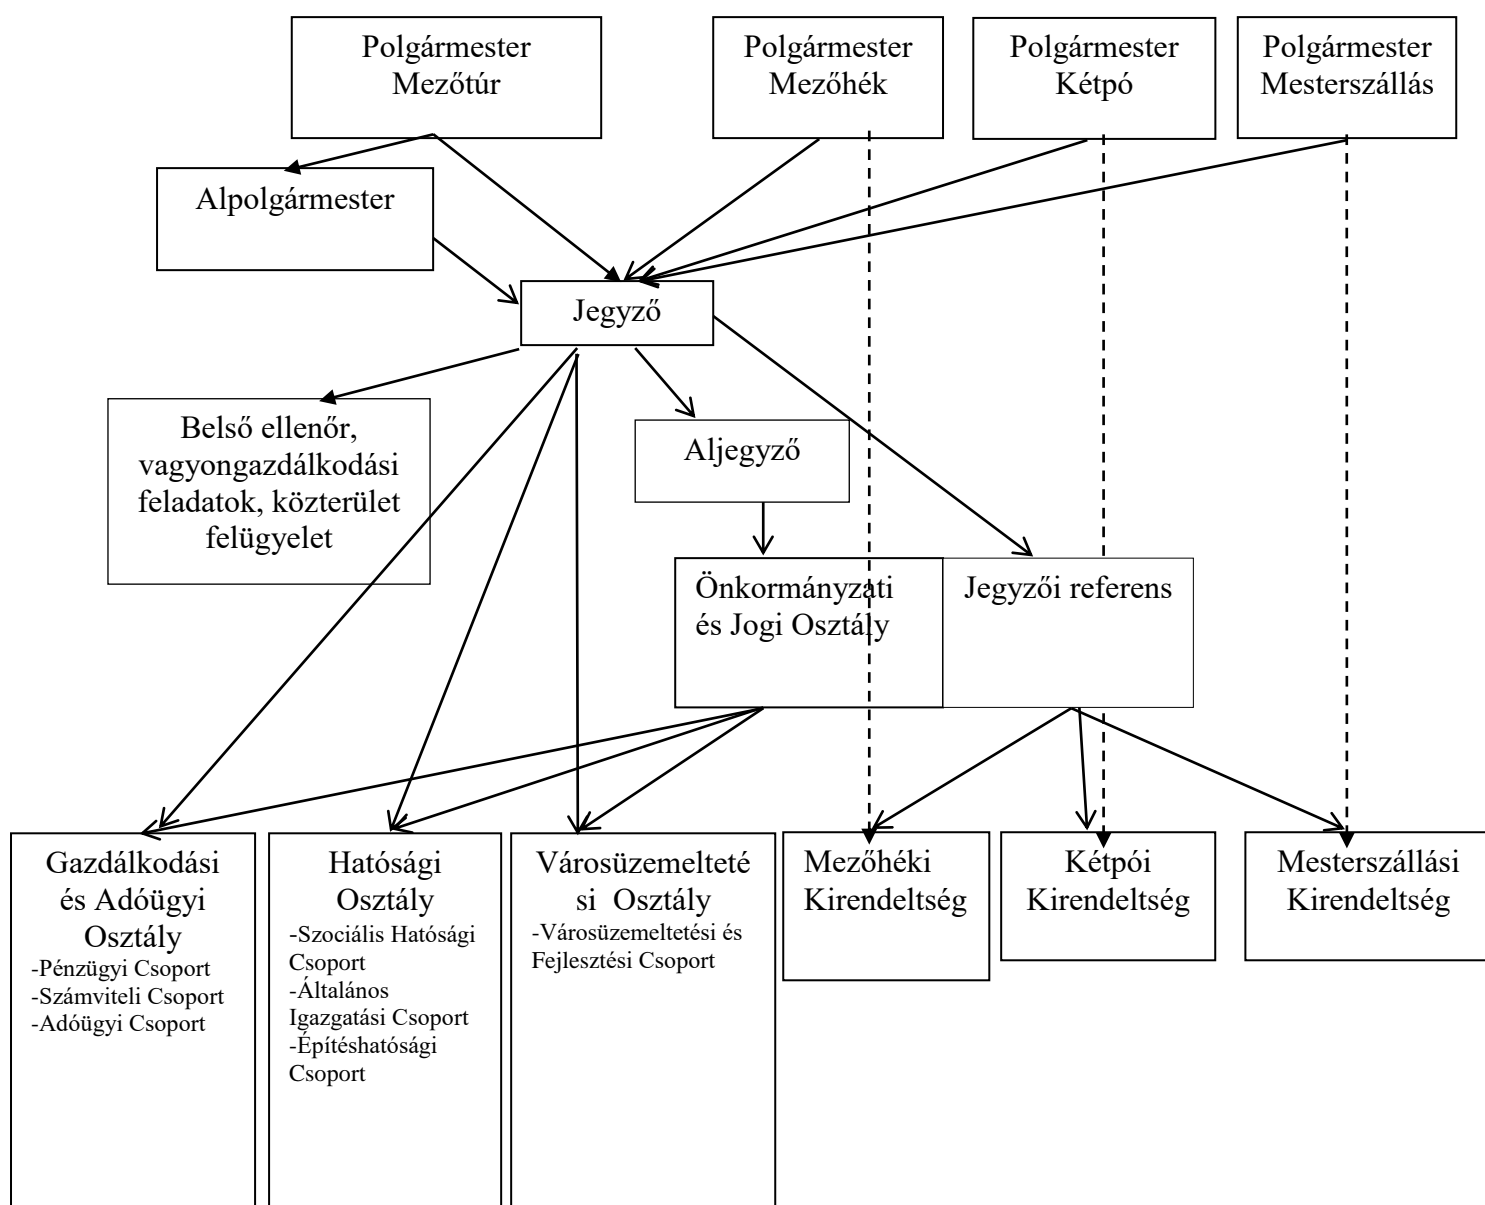 Polgármester
Mezőtúr
Polgármester
Mezőhék
Polgármester
Kétpó
Polgármester
Mesterszállás
Alpolgármester
Jegyző
Belső ellenőr,
vagyongazdálkodási
feladatok, közterület
felügyelet
Aljegyző
Önkormányzati
és Jogi Osztály
Jegyzői referens
Gazdálkodási
és Adóügyi
Osztály
-Pénzügyi Csoport
-Számviteli Csoport
-Adóügyi Csoport
Hatósági
Osztály
-Szociális Hatósági
Csoport
-Általános
Igazgatási Csoport
-Építéshatósági
Csoport
Városüzemelteté
si Osztály
-Városüzemeltetési és
Fejlesztési Csoport
Mezőhéki
Kirendeltség
Kétpói
Kirendeltség
Mesterszállási
Kirendeltség